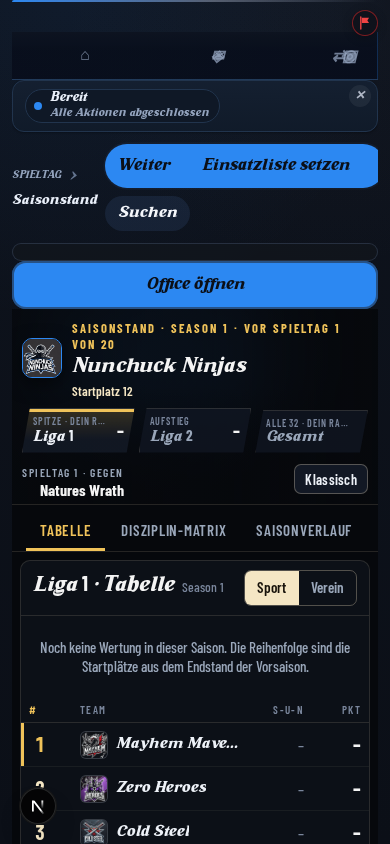 Bereit
Alle Aktionen abgeschlossen
SPIELTAG
Saisonstand
Weiter
Einsatzliste setzen
Suchen
Office öffnen
SAISONSTAND · SEASON 1 · VOR SPIELTAG 1
VON 20
Nunchuck Ninjas
Startplatz 12
SPITZE · DEIN R...
Liga 1
-
AUFSTIEG
Liga 2
-
ALLE 32 · DEIN RA...
Gesamt
SPIELTAG 1 · GEGEN
Natures Wrath
Klassisch
TABELLE
DISZIPLIN-MATRIX
SAISONVERLAUF
Liga 1 · Tabelle
Season 1
Sport
Verein
Noch keine Wertung in dieser Saison. Die Reihenfolge sind die
Startplätze aus dem Endstand der Vorsaison.
# TEAM S-U-N PKT
1 Mayhem Mave... – –
2 Zero Heroes – –
N
3 Cold Steel – –